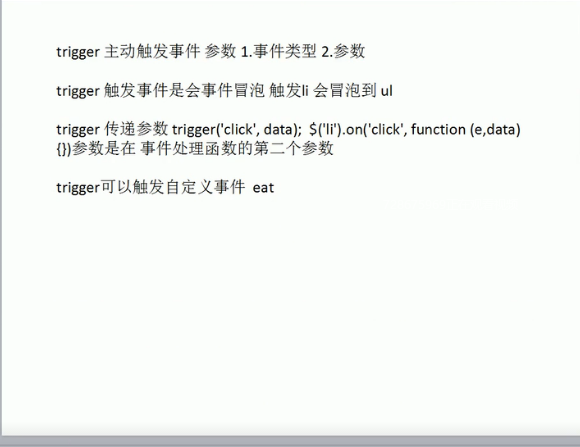 trigger 主动触发事件 参数 1.事件类型 2.参数
trigger 触发事件是会事件冒泡 触发li 会冒泡到 ul
trigger 传递参数 trigger('click', data);  $('li').on('click', function (e,data)
{})参数是在 事件处理函数的第二个参数
trigger可以触发自定义事件  eat